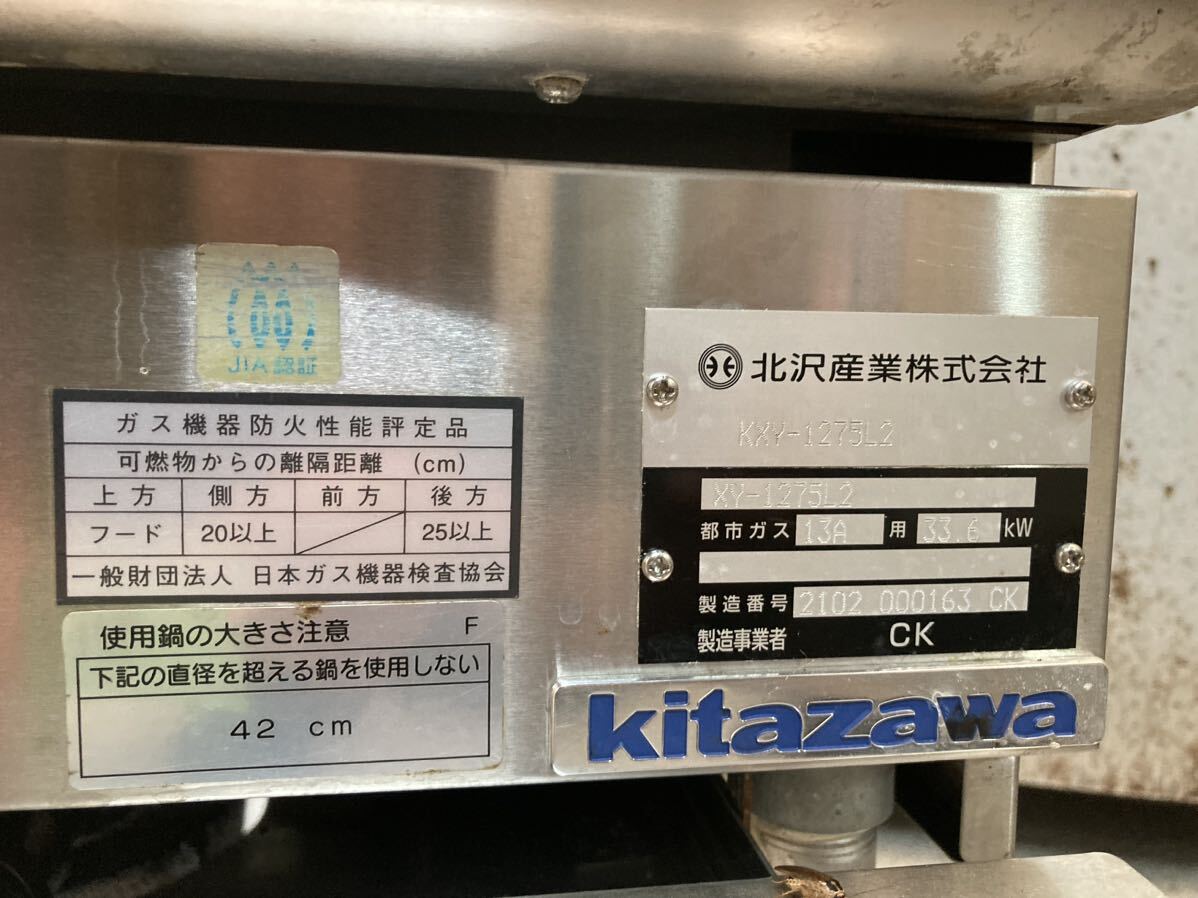 JIA認証
ガス機器防火性能評定品
可燃物からの離隔距離 (cm)
上方 側方 前方 後方
フード 20以上 25以上
一般財団法人 日本ガス機器検査協会
使用鍋の大きさ注意 F
下記の直径を超える鍋を使用しない
42 cm
北沢産業株式会社
KXY-1275L2
XY-1275L2
都市ガス 13A 用 33.6 kW
製造番号 2102 000163 CK
製造事業者 CK
kitazawa